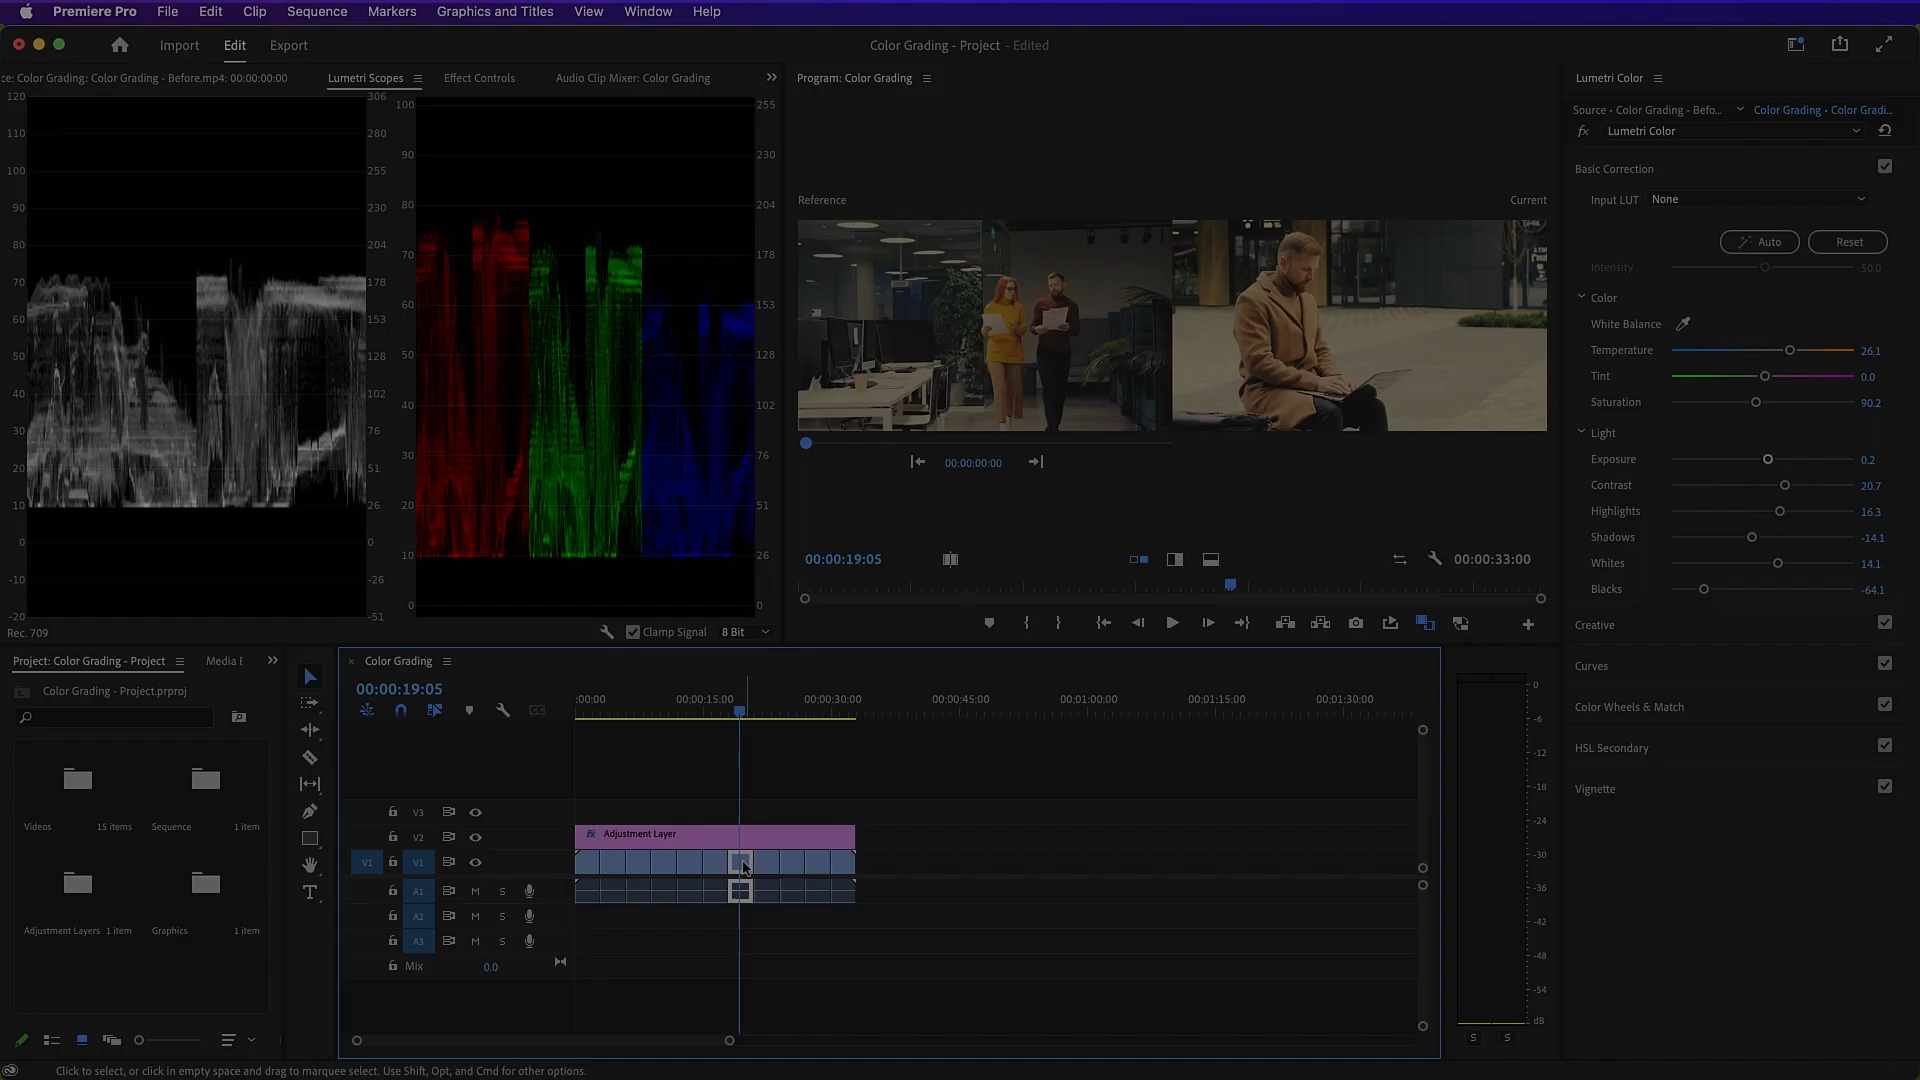 Premiere Pro File Edit Clip Sequence Markers Graphics and Titles View Window Help
Import Edit Export
Color Grading - Project - Edited
ce: Color Grading: Color Grading - Before.mp4: 00:00:00:00 Lumetri Scopes Effect Controls Audio Clip Mixer: Color Grading
120 306
110 280
100 255
90 230
80 204
70 178
60 153
50 128
40 102
30 76
20 51
10 26
0 0
-10 -26
-20 -51
100 255
90 230
80 204
70 178
60 153
50 128
40 102
30 76
20 51
10 26
0 0
Rec. 709 Clamp Signal 8 Bit
Program: Color Grading
Reference Current
00:00:00:00
00:00:19:05 00:00:33:00
Lumetri Color
Source • Color Grading - Befo... Color Grading • Color Gradi...
fx Lumetri Color
Basic Correction
Input LUT None
Auto Reset
Intensity 50.0
Color
White Balance
Temperature 26.1
Tint 0.0
Saturation 90.2
Light
Exposure 0.2
Contrast 20.7
Highlights 16.3
Shadows -14.1
Whites 14.1
Blacks -64.1
Creative
Curves
Color Wheels & Match
HSL Secondary
Vignette
Project: Color Grading - Project Media
Color Grading - Project.prproj
Videos 15 items Sequence 1 item
Adjustment Layers 1 item Graphics 1 item
Color Grading
00:00:19:05
:00:00 00:00:15:00 00:00:30:00 00:00:45:00 00:01:00:00 00:01:15:00 00:01:30:00
V3
V2 fx Adjustment Layer
V1 V1
A1 M S
A2 M S
A3 M S
Mix 0.0
0
-6
-12
-18
-24
-30
-36
-42
-48
-54
dB
S S
Click to select, or click in empty space and drag to marquee select. Use Shift, Opt, and Cmd for other options.